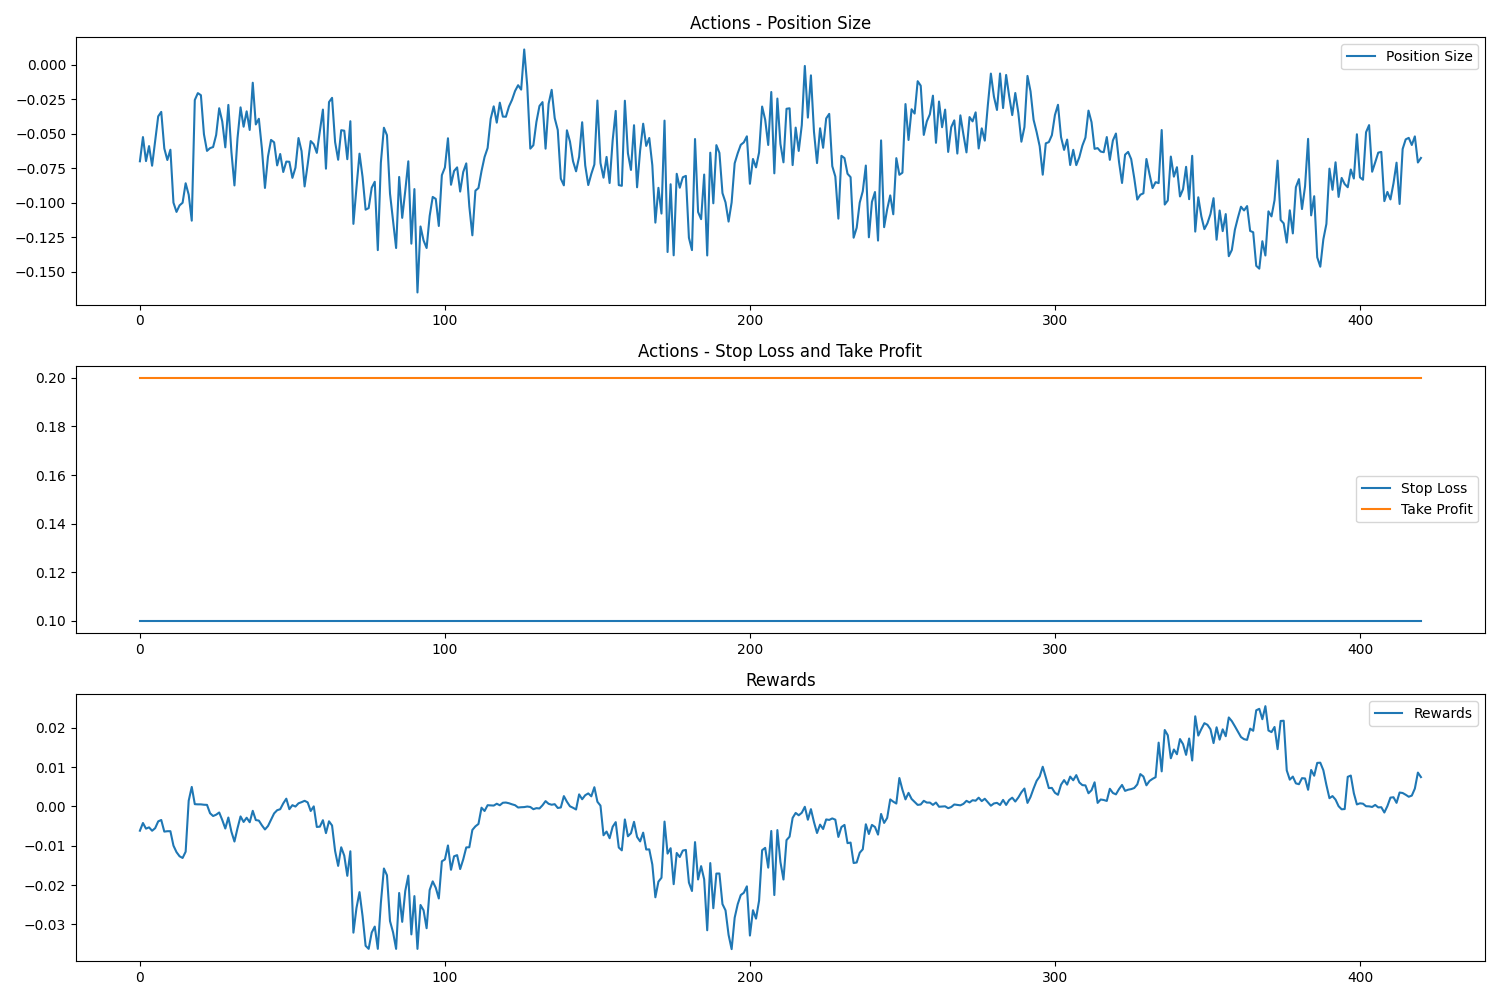 Actions - Position Size
Position Size
0.000
−0.025
−0.050
−0.075
−0.100
−0.125
−0.150
0 100 200 300 400
Actions - Stop Loss and Take Profit
0.20
0.18
0.16
0.14
0.12
0.10
Stop Loss
Take Profit
0 100 200 300 400
Rewards
Rewards
0.02
0.01
0.00
−0.01
−0.02
−0.03
0 100 200 300 400